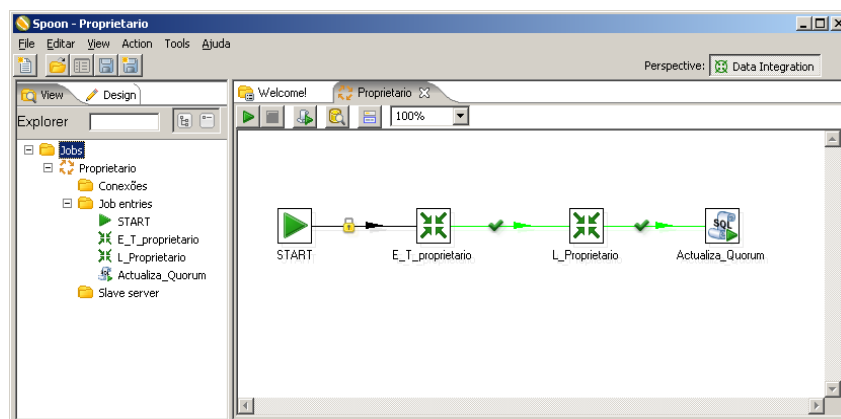 Spoon - Proprietario
File Editar View Action Tools Ajuda
Perspective: Data Integration
View Design
Welcome! Proprietario
Explorer
100%
Jobs
Proprietario
Conexões
Job entries
START
E_T_proprietario
L_Proprietario
Actualiza_Quorum
Slave server
SQL
START E_T_proprietario L_Proprietario Actualiza_Quorum